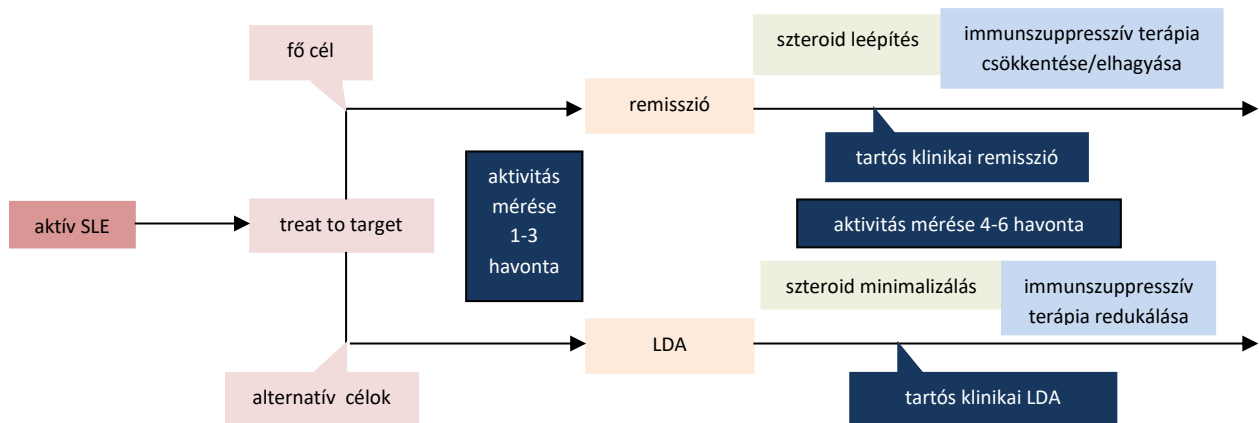 fő cél
szteroid leépítés
immunszuppresszív terápia
csökkentése/elhagyása
remisszió
tartós klinikai remisszió
aktivitás
mérése
1-3
havonta
aktív SLE
treat to target
aktivitás mérése 4-6 havonta
szteroid minimalizálás
immunszuppresszív
terápia redukálása
LDA
alternatív célok
tartós klinikai LDA